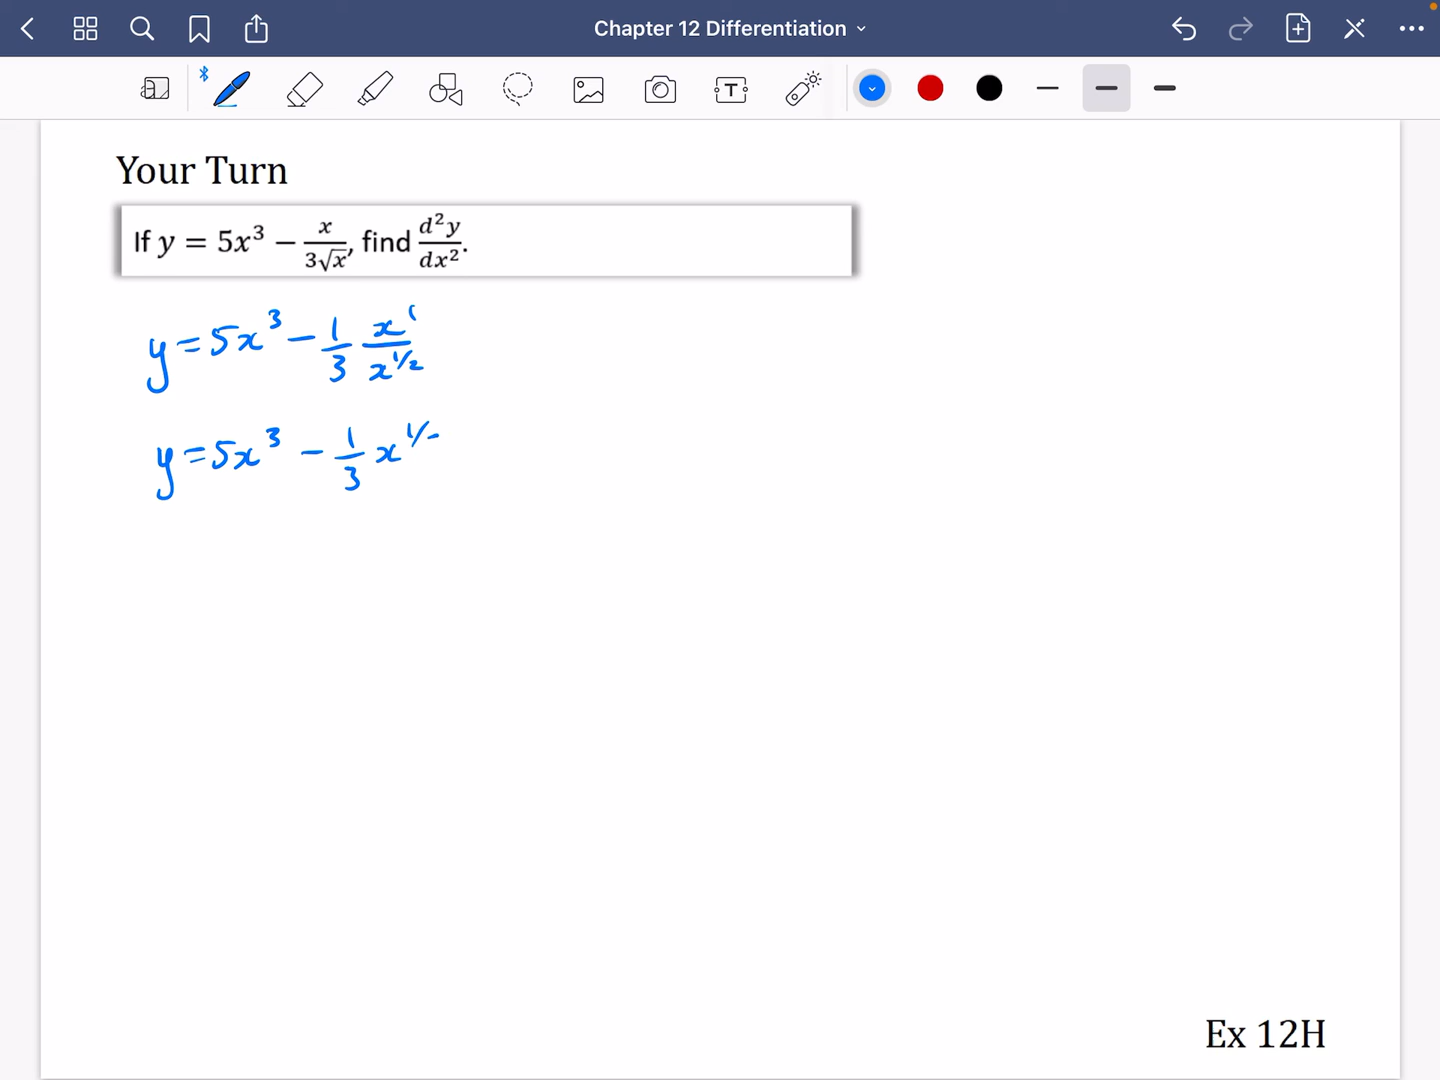 Chapter 12 Differentiation
Your Turn
If y = 5x³ − x/(3√x), find d²y/dx².
y = 5x³ − 1/3 x¹/x^(1/2)
y = 5x³ − 1/3 x^(1/
Ex 12H